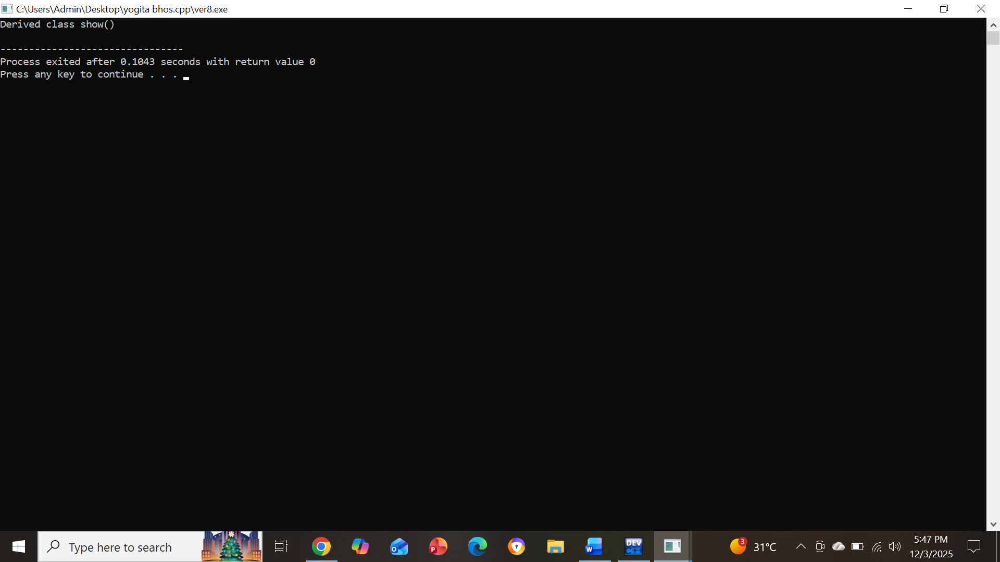 C:\Users\Admin\Desktop\yogita bhos.cpp\ver8.exe
Derived class show()
--------------------------------
Process exited after 0.1043 seconds with return value 0
Press any key to continue . . .
Type here to search
O
P
W
DEV
C++
3
31°C
5:47 PM
12/3/2025